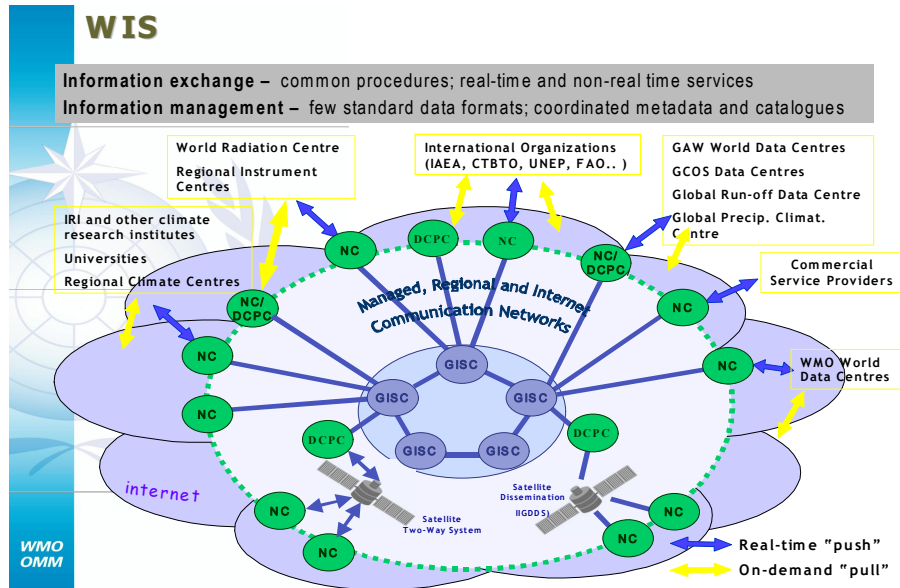 WIS
Information exchange – common procedures; real-time and non-real time services
Information management – few standard data formats; coordinated metadata and catalogues
World Radiation Centre
Regional Instrument
Centres
International Organizations
(IAEA, CTBTO, UNEP, FAO.. )
GAW World Data Centres
GCOS Data Centres
Global Run-off Data Centre
Global Precip. Climat.
Centre
IRI and other climate
research institutes
Universities
Regional Climate Centres
Commercial
Service Providers
WMO World
Data Centres
NC
DCPC
NC
NC/
DCPC
NC/
DCPC
NC
NC
NC
NC
Managed, Regional and Internet
Communication Networks
GISC
GISC
GISC
GISC
GISC
DCPC
DCPC
internet
NC
NC
Satellite
Two-Way System
Satellite
Dissemination
IIGDDS)
NC
NC
WMO
OMM
Real-time "push"
On-demand "pull"